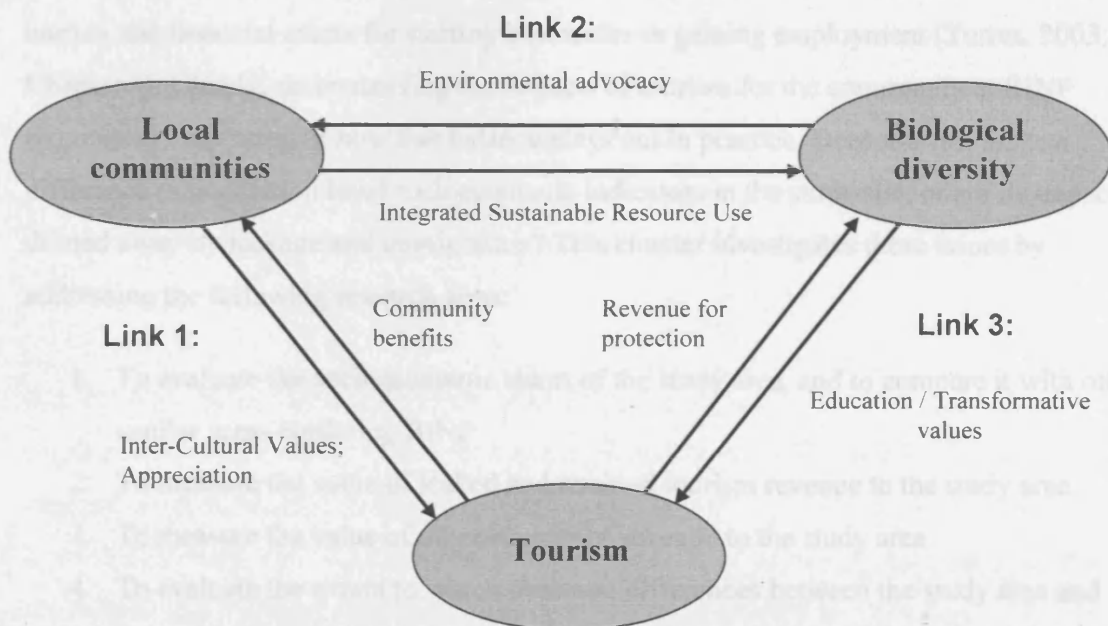 Link 2:
Environmental advocacy
Local
communities
Biological
diversity
Integrated Sustainable Resource Use
Link 1:
Community
benefits
Revenue for
protection
Link 3:
Education / Transformative
values
Inter-Cultural Values;
Appreciation
Tourism